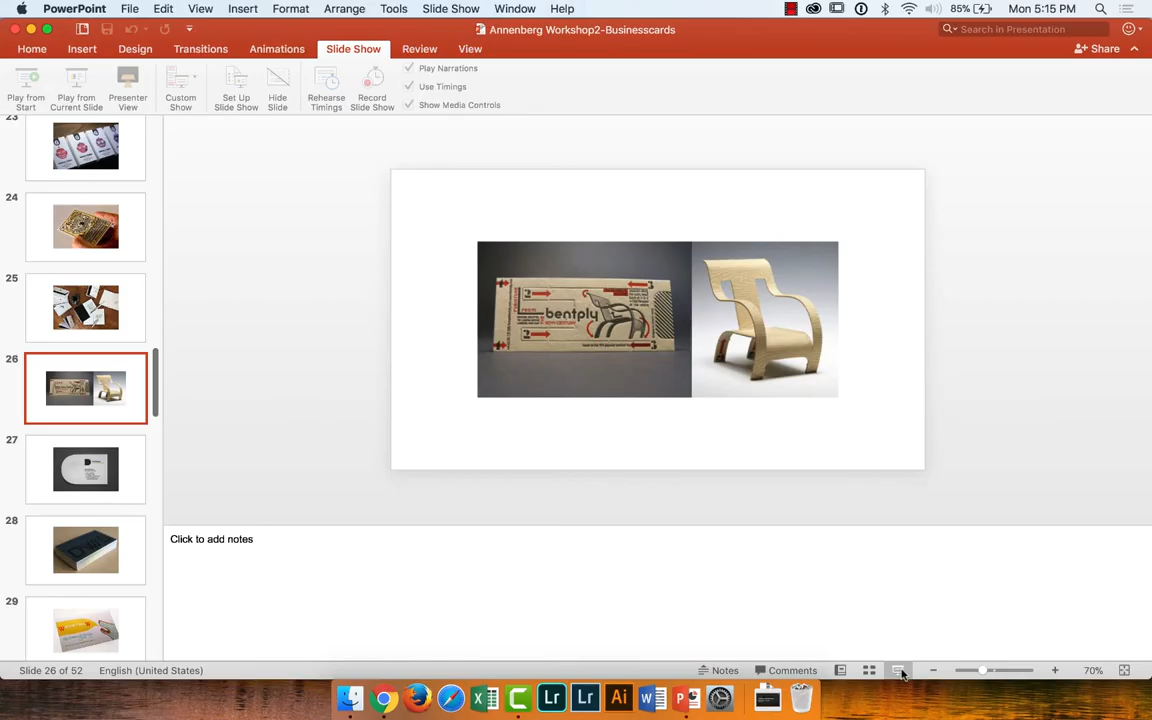 PowerPoint File Edit View Insert Format Arrange Tools Slide Show Window Help 85% Mon 5:15 PM
Annenberg Workshop2-Businesscards
Search in Presentation
Home Insert Design Transitions Animations Slide Show Review View
Share
Play from Start
Play from Current Slide
Presenter View
Custom Show
Set Up Slide Show
Hide Slide
Rehearse Timings
Record Slide Show
Play Narrations
Use Timings
Show Media Controls
23
24
25
26
27
28
29
bentply
Click to add notes
Slide 26 of 52 English (United States) Notes Comments 70%
Lr Lr Ai